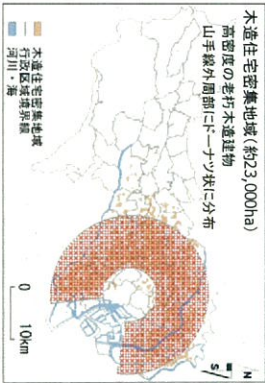 木造住宅密集地域(約23,000ha)
高密度の老朽木造建物
山手線外周部にドーナツ状に分布
N
S
木造住宅密集地域
行政区域境界線
河川・海
0 10km